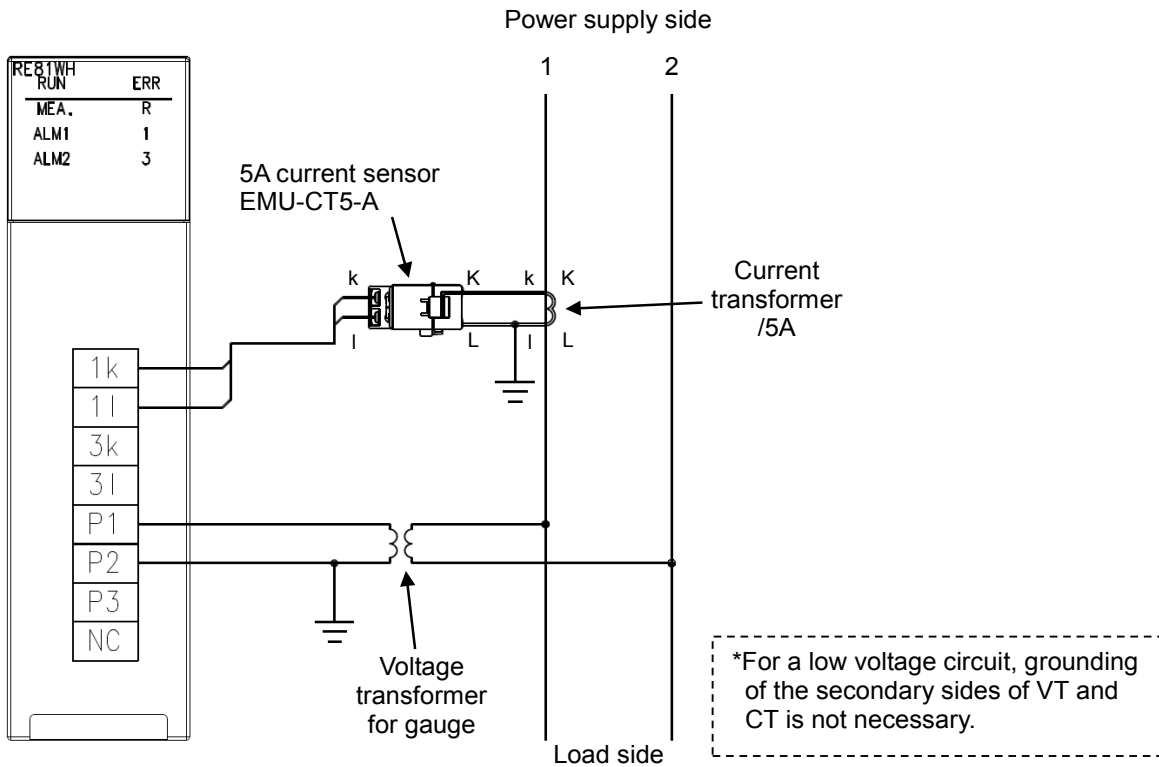 Power supply side
1 2
RE81WH
RUN ERR
MEA. R
ALM1 1
ALM2 3
5A current sensor
EMU-CT5-A
k K k K
l L l L
Current
transformer
/5A
1k
1l
3k
3l
P1
P2
P3
NC
Voltage
transformer
for gauge
Load side
*For a low voltage circuit, grounding
of the secondary sides of VT and
CT is not necessary.